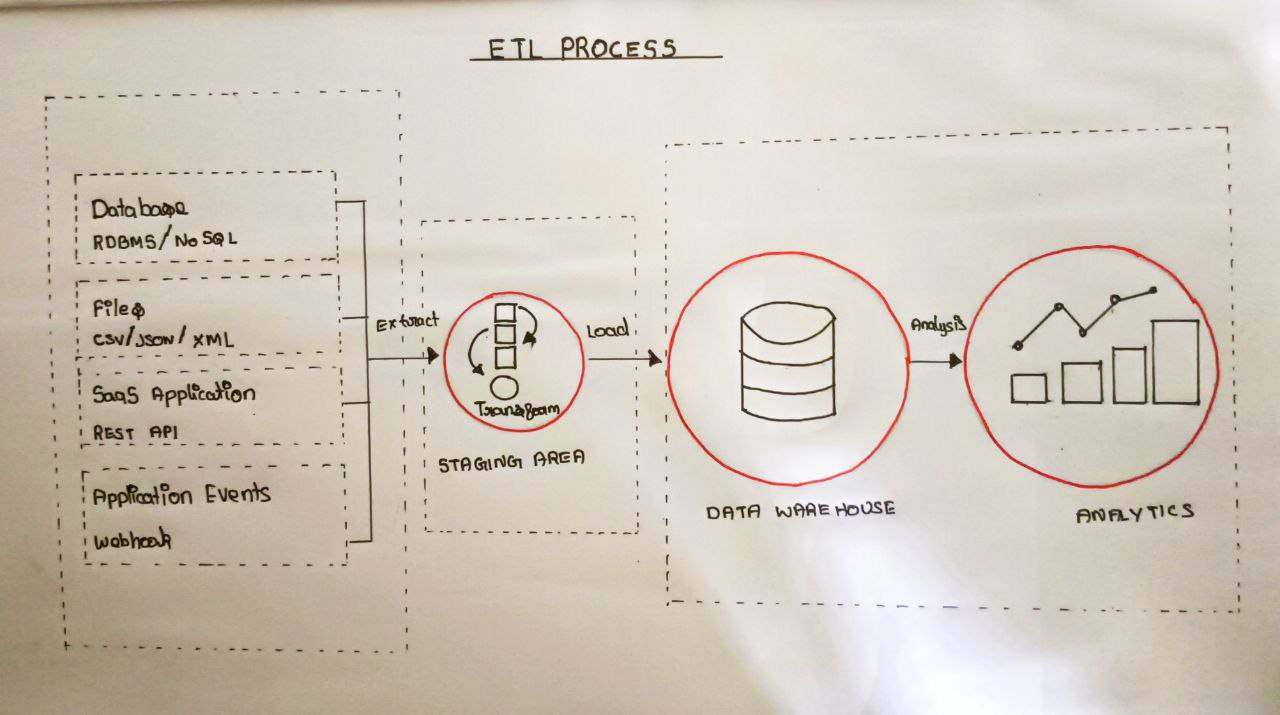 ETL PROCESS
Database
RDBMS/NoSQL
Files
CSV/JSON/XML
SaaS Application
REST API
Application Events
Webhook
Extract
Transform
STAGING AREA
Load
DATA WAREHOUSE
Analysis
ANALYTICS